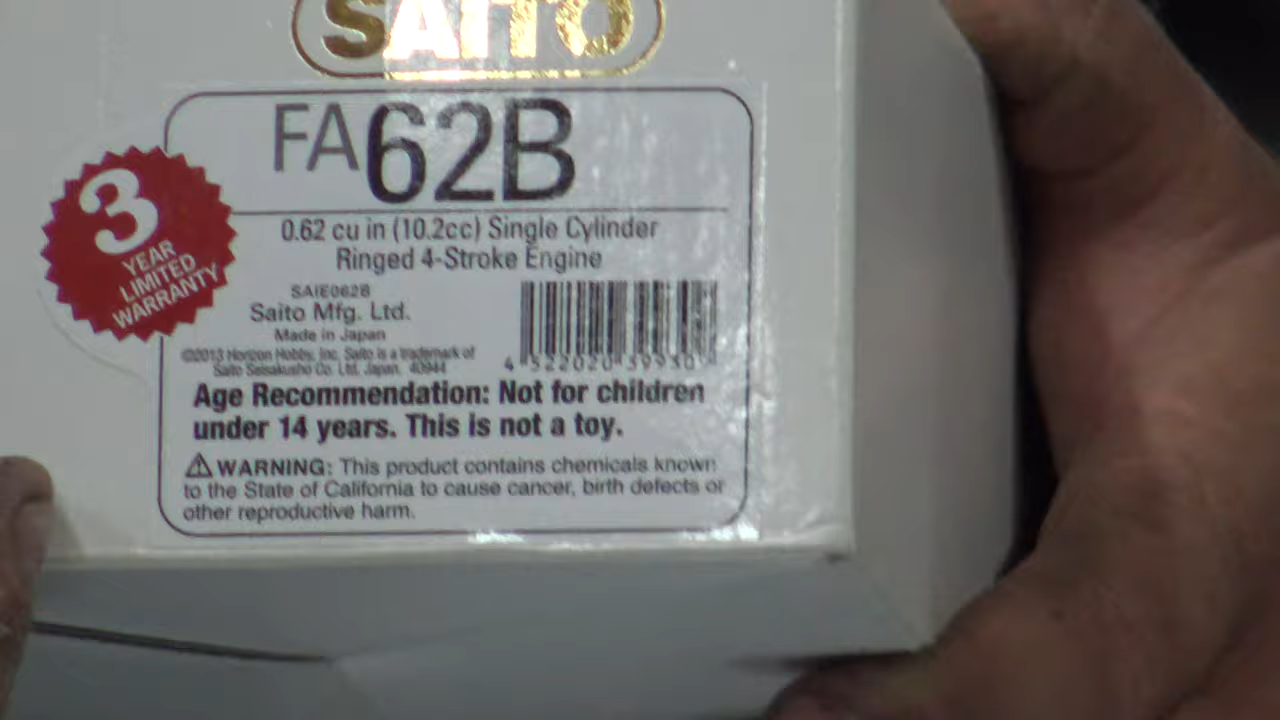 SAITO
FA62B
3
YEAR
LIMITED
WARRANTY
0.62 cu in (10.2cc) Single Cylinder
Ringed 4-Stroke Engine
SAIE062B
Saito Mfg. Ltd.
Made in Japan
©2013 Horizon Hobby, Inc. Saito is a trademark of
Saito Seisakusho Co. Ltd. Japan. 40944
Age Recommendation: Not for children
under 14 years. This is not a toy.
⚠ WARNING: This product contains chemicals known
to the State of California to cause cancer, birth defects or
other reproductive harm.